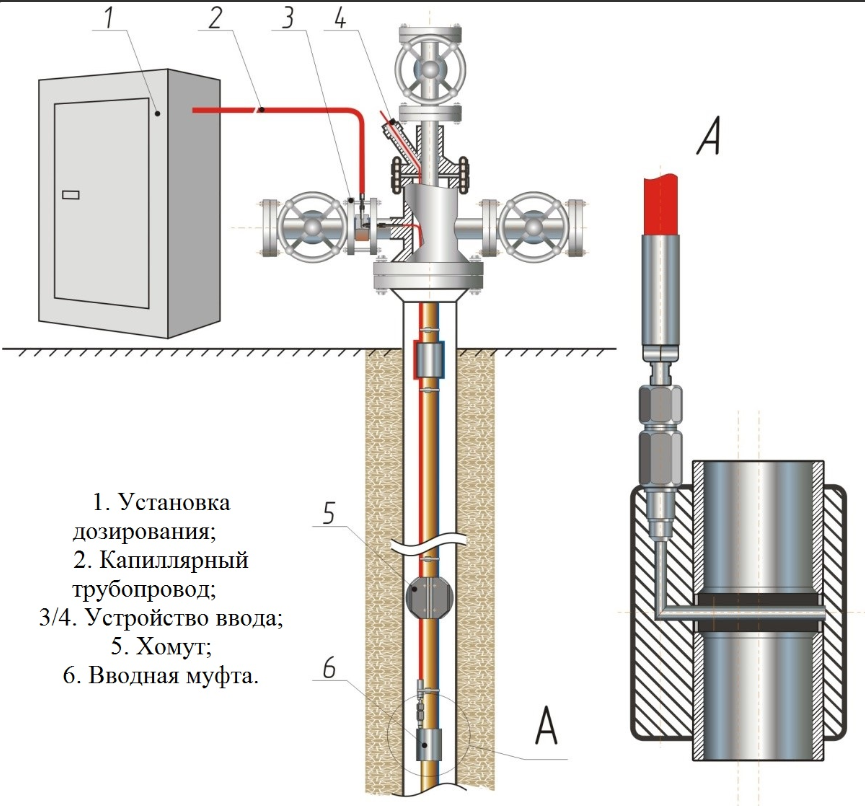 1
2
3
4
А
1. Установка
дозирования;
2. Капиллярный
трубопровод;
3/4. Устройство ввода;
5. Хомут;
6. Вводная муфта.
5
6
А